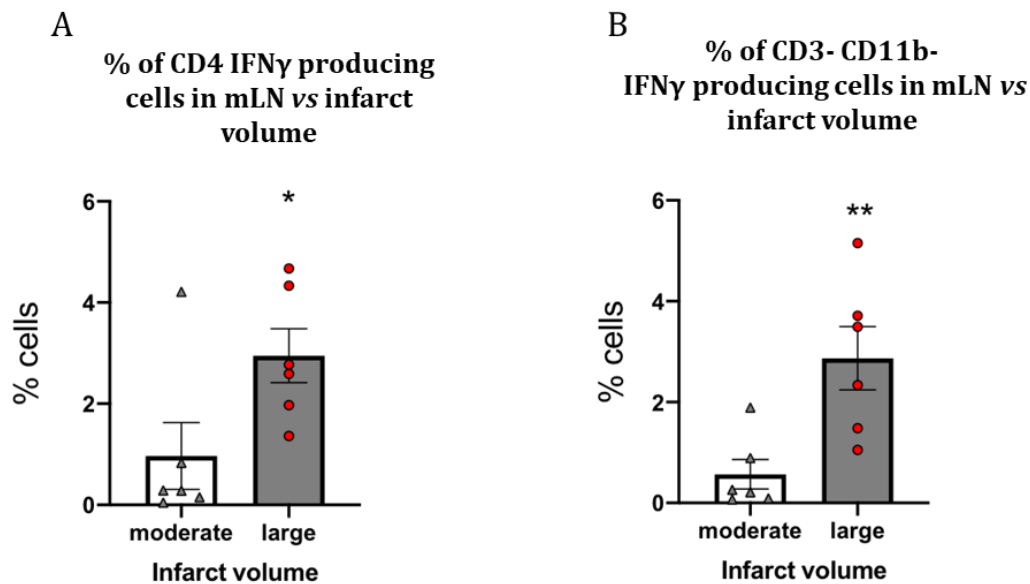 A
% of CD4 IFNγ producing
cells in mLN vs infarct
volume
*
6
4
2
0
% cells
moderate large
Infarct volume
B
% of CD3- CD11b-
IFNγ producing cells in mLN vs
infarct volume
**
6
4
2
0
% cells
moderate large
Infarct volume